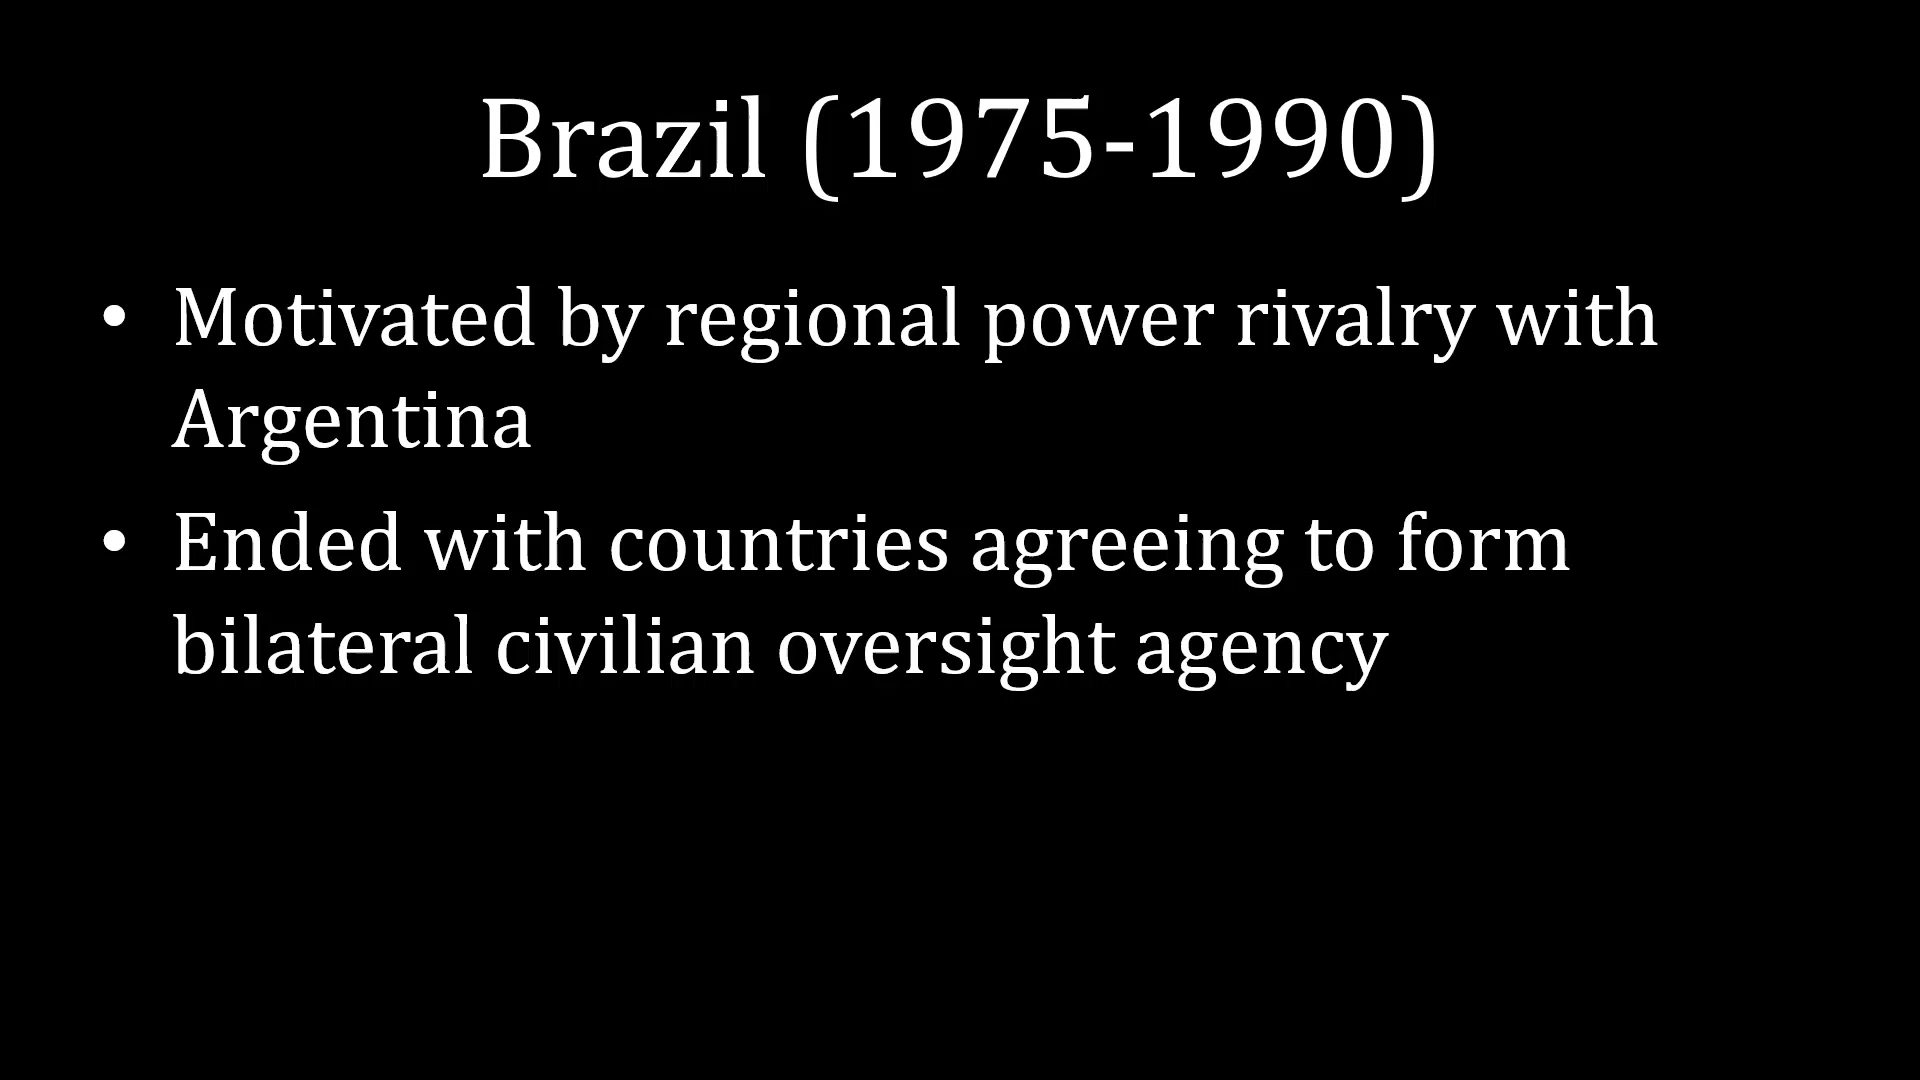 Brazil (1975-1990)
• Motivated by regional power rivalry with
Argentina
• Ended with countries agreeing to form
bilateral civilian oversight agency